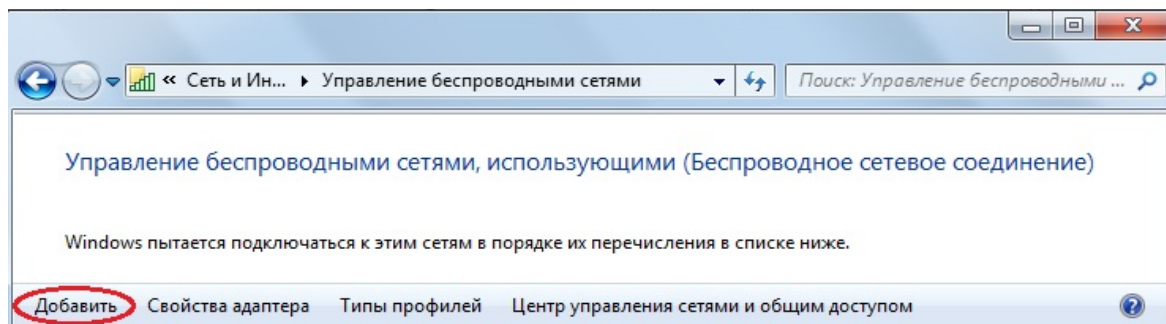 « Сеть и Ин... Управление беспроводными сетями Поиск: Управление беспроводными ...
Управление беспроводными сетями, использующими (Беспроводное сетевое соединение)
Windows пытается подключаться к этим сетям в порядке их перечисления в списке ниже.
Добавить Свойства адаптера Типы профилей Центр управления сетями и общим доступом